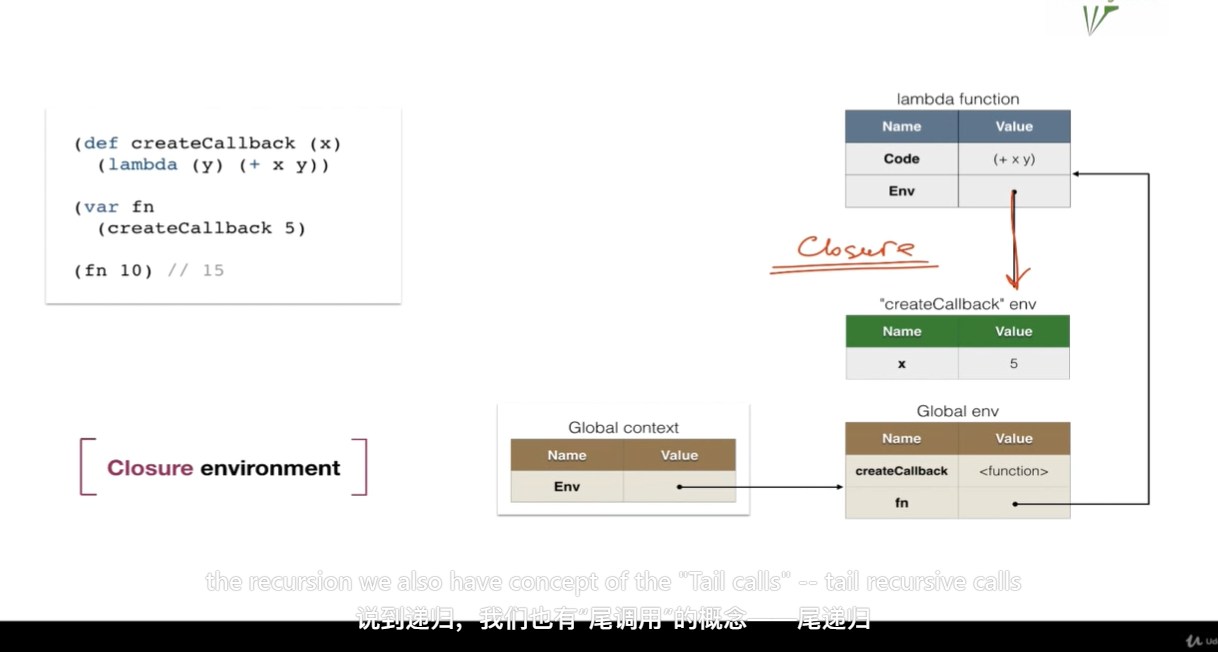 (def createCallback (x)
(lambda (y) (+ x y))
(var fn
(createCallback 5)
(fn 10) // 15
Closure environment
Global context
Name Value
Env
lambda function
Name Value
Code (+ x y)
Env
Closure
"createCallback" env
Name Value
x 5
Global env
Name Value
createCallback <function>
fn
the recursion we also have concept of the "Tail calls" -- tail recursive calls
说到递归，我们也有“尾调用”的概念——尾递归